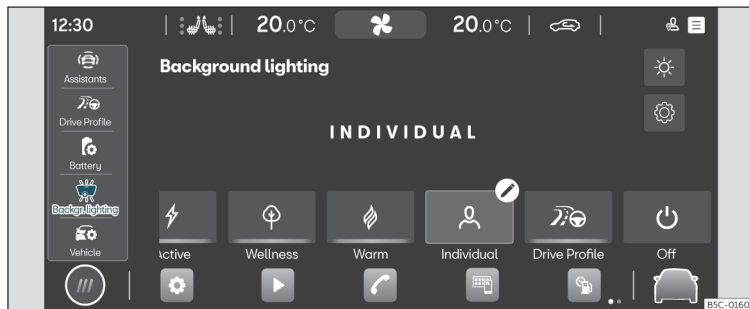 12:30
20.0°C
20.0°C
Assistants
Drive Profile
Battery
Backgr. lighting
Vehicle
Background lighting
INDIVIDUAL
Active
Wellness
Warm
Individual
Drive Profile
Off
B5C-0160